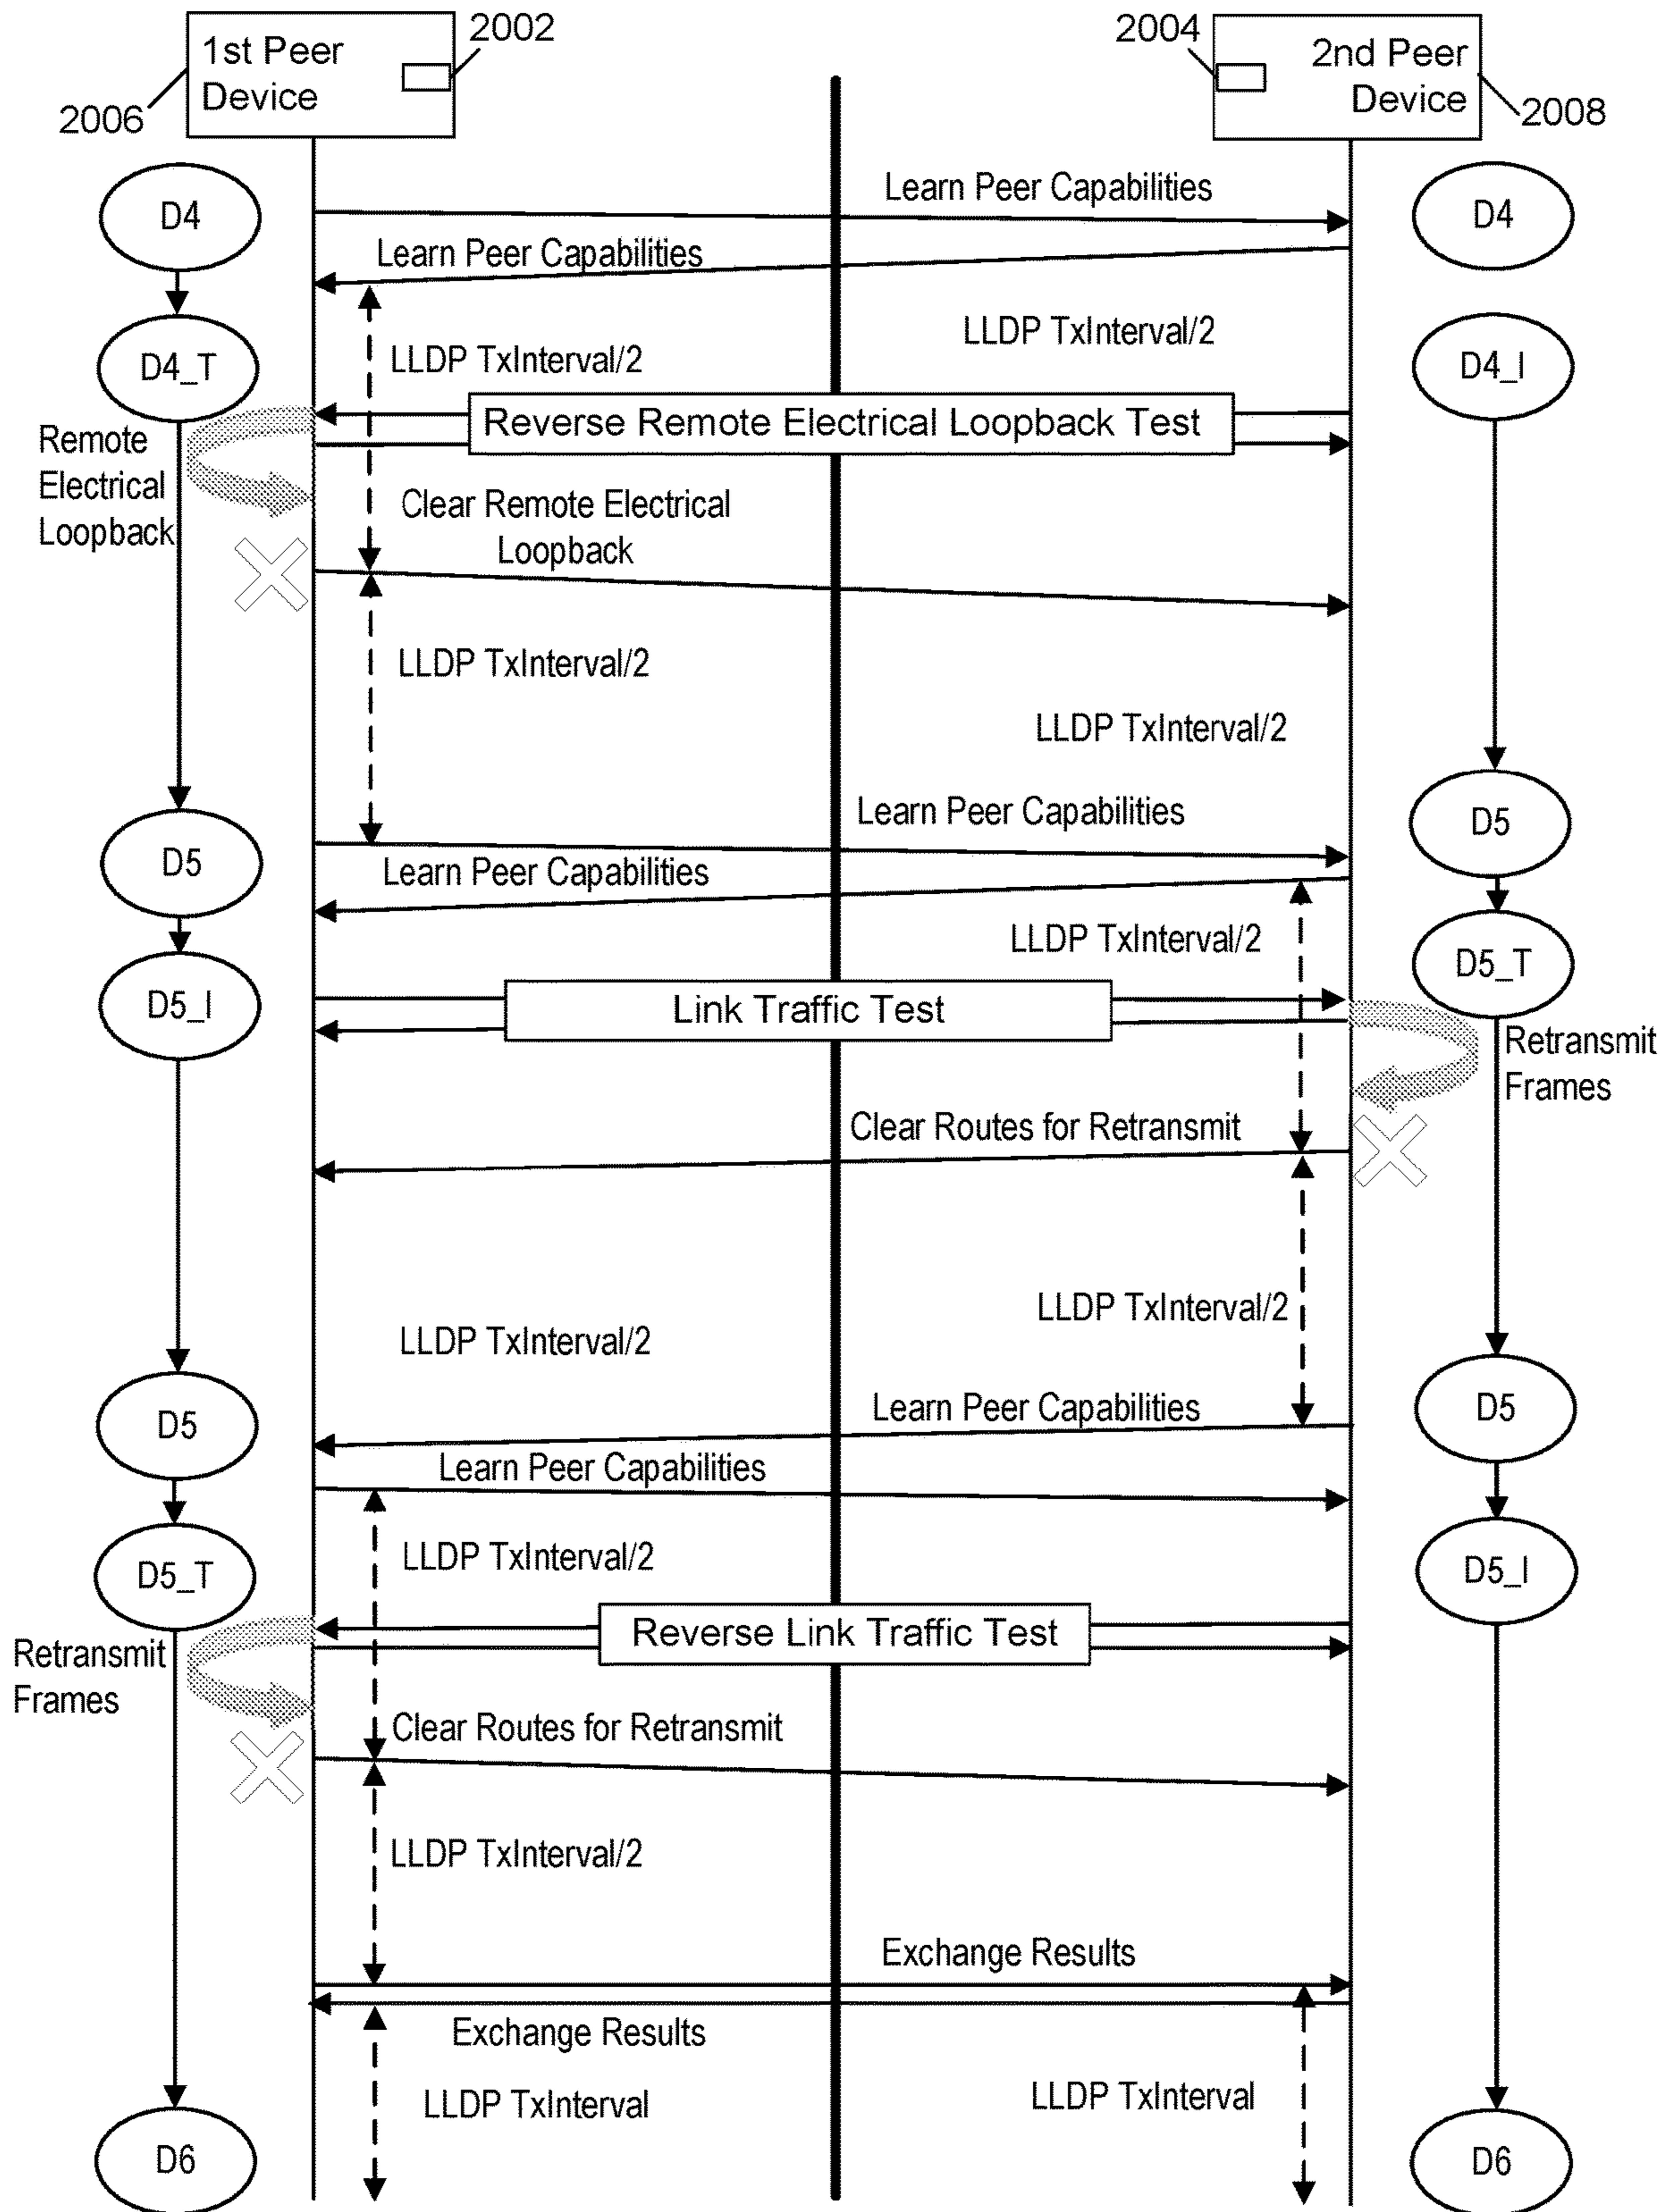 1st Peer
Device
2002
2004
2nd Peer
Device
2006
2008
D4
Learn Peer Capabilities
D4
Learn Peer Capabilities
D4_T
LLDP TxInterval/2
LLDP TxInterval/2
D4_I
Remote
Electrical
Loopback
Reverse Remote Electrical Loopback Test
Clear Remote Electrical
Loopback
LLDP TxInterval/2
LLDP TxInterval/2
D5
Learn Peer Capabilities
D5
Learn Peer Capabilities
LLDP TxInterval/2
D5_T
D5_I
Link Traffic Test
Retransmit
Frames
Clear Routes for Retransmit
LLDP TxInterval/2
LLDP TxInterval/2
D5
Learn Peer Capabilities
D5
Learn Peer Capabilities
D5_T
LLDP TxInterval/2
D5_I
Reverse Link Traffic Test
Retransmit
Frames
Clear Routes for Retransmit
LLDP TxInterval/2
Exchange Results
Exchange Results
LLDP TxInterval
LLDP TxInterval
D6
D6